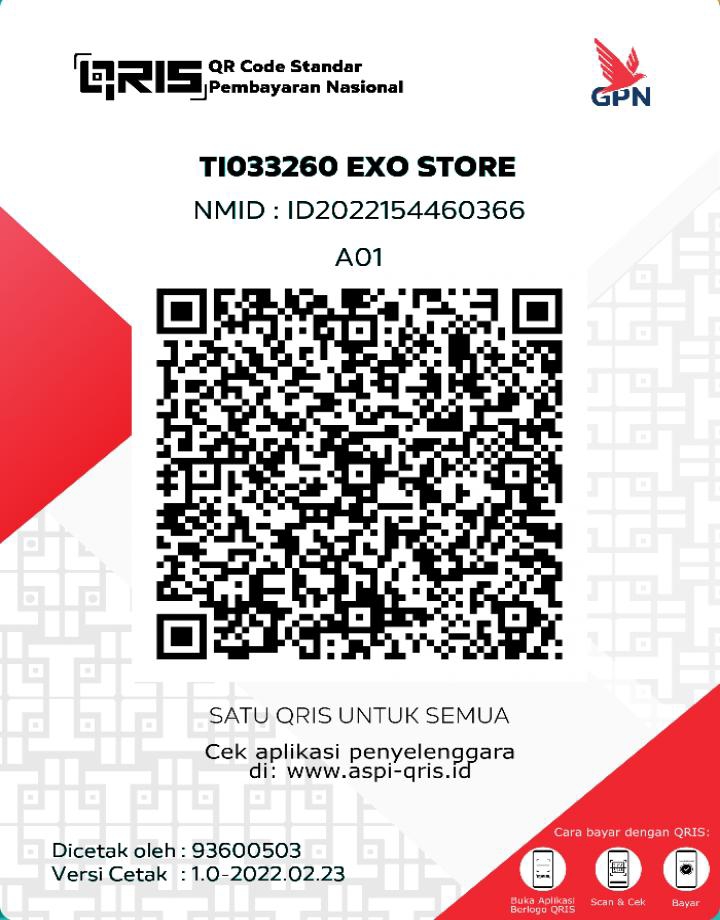 QRIS
QR Code Standar
Pembayaran Nasional
GPN
TI033260 EXO STORE
NMID : ID2022154460366
A01
SATU QRIS UNTUK SEMUA
Cek aplikasi penyelenggara
di: www.aspi-qris.id
Dicetak oleh : 93600503
Versi Cetak : 1.0-2022.02.23
Cara bayar dengan QRIS:
Buka Aplikasi
Berlogo QRIS
Scan & Cek
Bayar